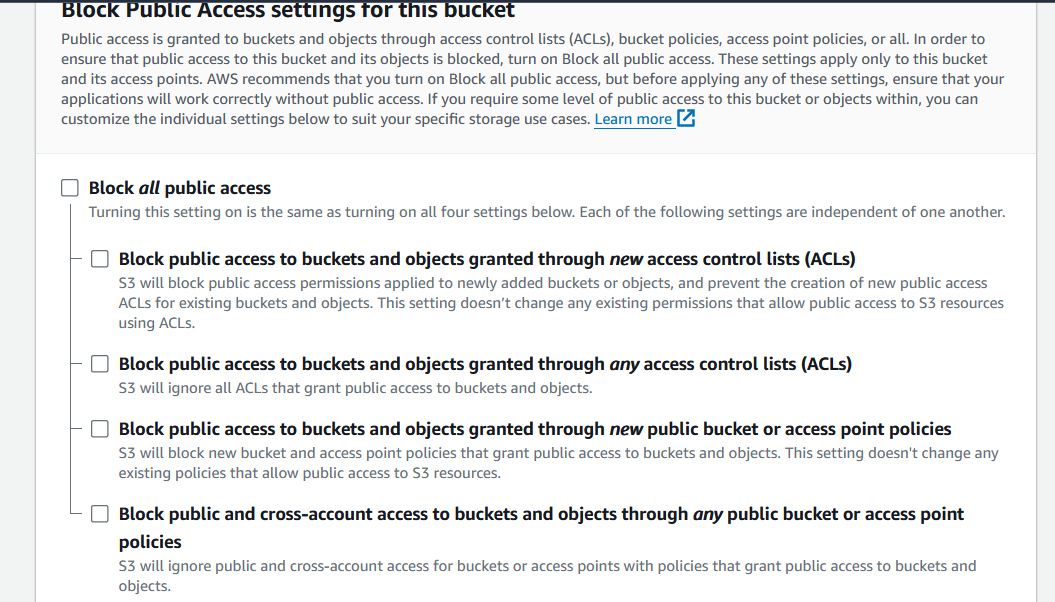 Block Public Access settings for this bucket
Public access is granted to buckets and objects through access control lists (ACLs), bucket policies, access point policies, or all. In order to
ensure that public access to this bucket and its objects is blocked, turn on Block all public access. These settings apply only to this bucket
and its access points. AWS recommends that you turn on Block all public access, but before applying any of these settings, ensure that your
applications will work correctly without public access. If you require some level of public access to this bucket or objects within, you can
customize the individual settings below to suit your specific storage use cases. Learn more
Block all public access
Turning this setting on is the same as turning on all four settings below. Each of the following settings are independent of one another.
Block public access to buckets and objects granted through new access control lists (ACLs)
S3 will block public access permissions applied to newly added buckets or objects, and prevent the creation of new public access
ACLs for existing buckets and objects. This setting doesn't change any existing permissions that allow public access to S3 resources
using ACLs.
Block public access to buckets and objects granted through any access control lists (ACLs)
S3 will ignore all ACLs that grant public access to buckets and objects.
Block public access to buckets and objects granted through new public bucket or access point policies
S3 will block new bucket and access point policies that grant public access to buckets and objects. This setting doesn't change any
existing policies that allow public access to S3 resources.
Block public and cross-account access to buckets and objects through any public bucket or access point
policies
S3 will ignore public and cross-account access for buckets or access points with policies that grant public access to buckets and
objects.